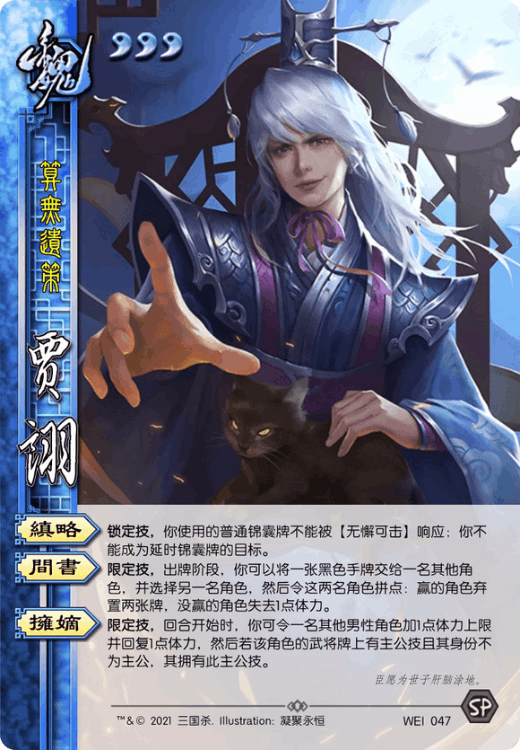 魏
算無遺策
賈詡
縝略
锁定技，你使用的普通锦囊牌不能被【无懈可击】响应；你不
能成为延时锦囊牌的目标。
間書
限定技，出牌阶段，你可以将一张黑色手牌交给一名其他角
色，并选择另一名角色，然后令这两名角色拼点：赢的角色弃
置两张牌，没赢的角色失去1点体力。
擁嫡
限定技，回合开始时，你可令一名其他男性角色加1点体力上限
并回复1点体力，然后若该角色的武将牌上有主公技且其身份不
为主公，其拥有此主公技。
臣愿为世子肝脑涂地。
™&© 2021 三国杀. Illustration: 凝聚永恒
WEI 047
SP